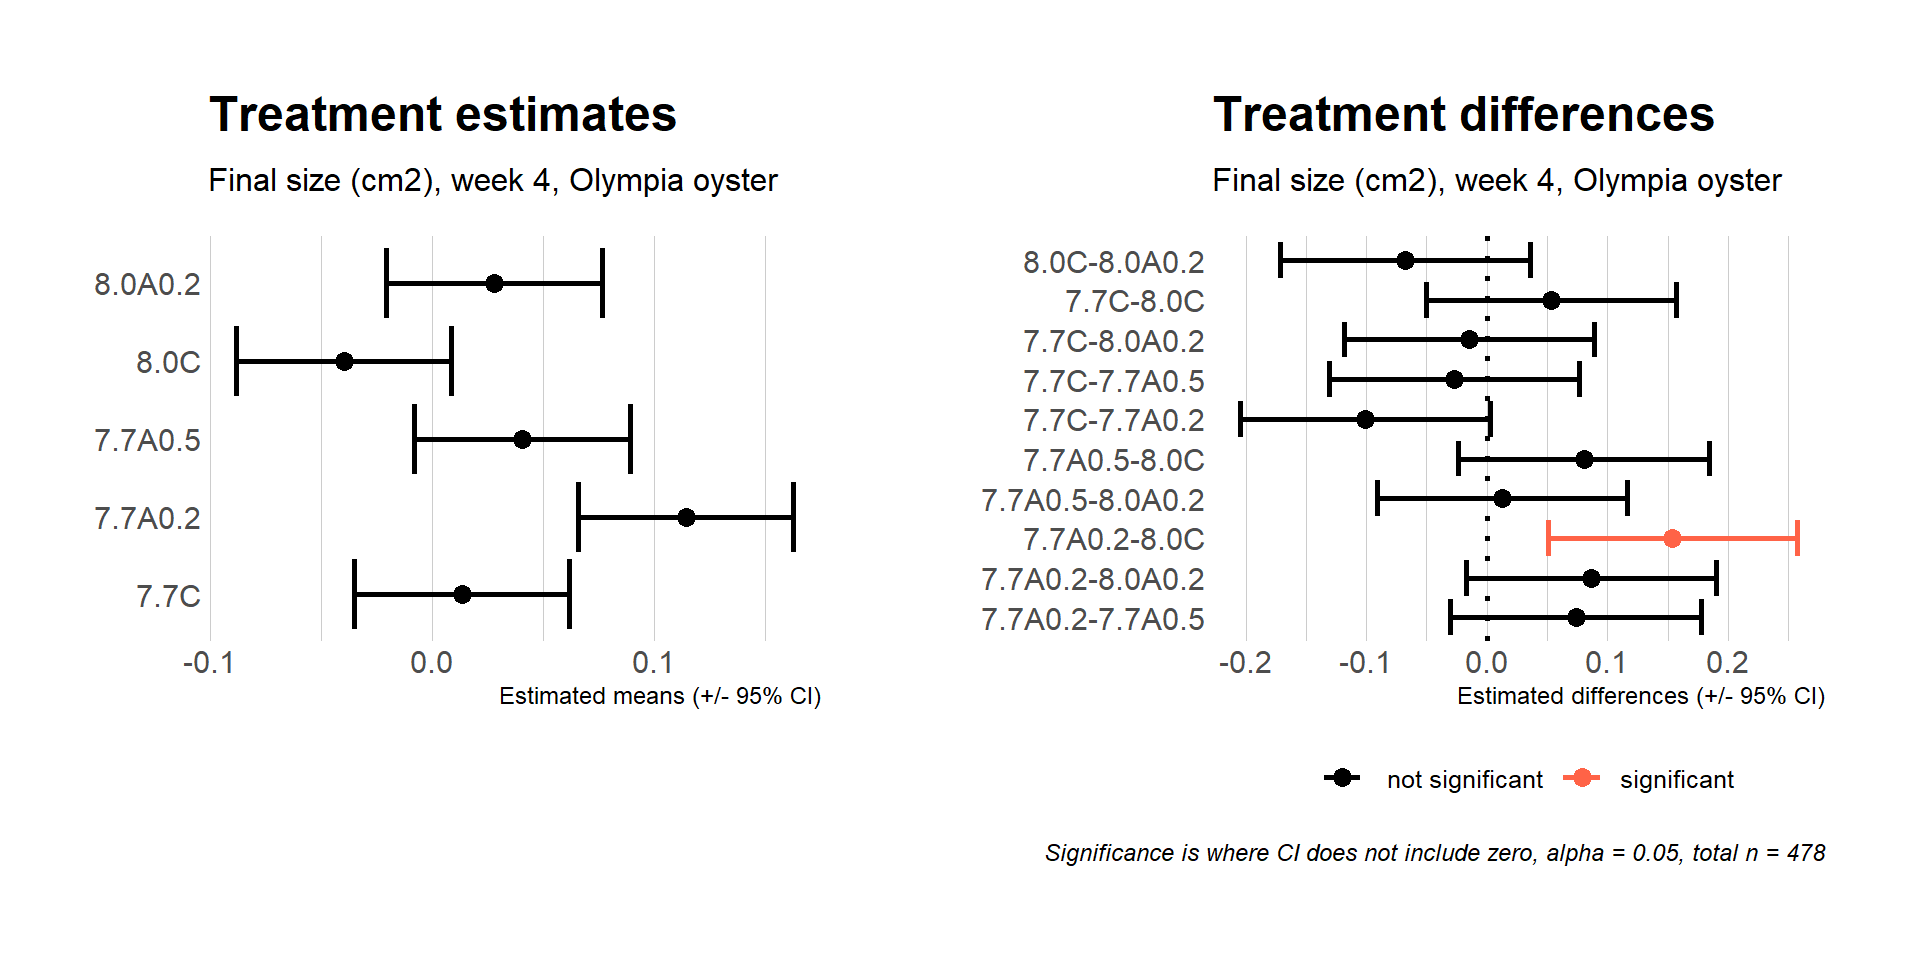 Treatment estimates
Final size (cm2), week 4, Olympia oyster
8.0A0.2
8.0C
7.7A0.5
7.7A0.2
7.7C
-0.1 0.0 0.1
Estimated means (+/- 95% CI)
Treatment differences
Final size (cm2), week 4, Olympia oyster
8.0C-8.0A0.2
7.7C-8.0C
7.7C-8.0A0.2
7.7C-7.7A0.5
7.7C-7.7A0.2
7.7A0.5-8.0C
7.7A0.5-8.0A0.2
7.7A0.2-8.0C
7.7A0.2-8.0A0.2
7.7A0.2-7.7A0.5
-0.2 -0.1 0.0 0.1 0.2
Estimated differences (+/- 95% CI)
not significant significant
Significance is where CI does not include zero, alpha = 0.05, total n = 478